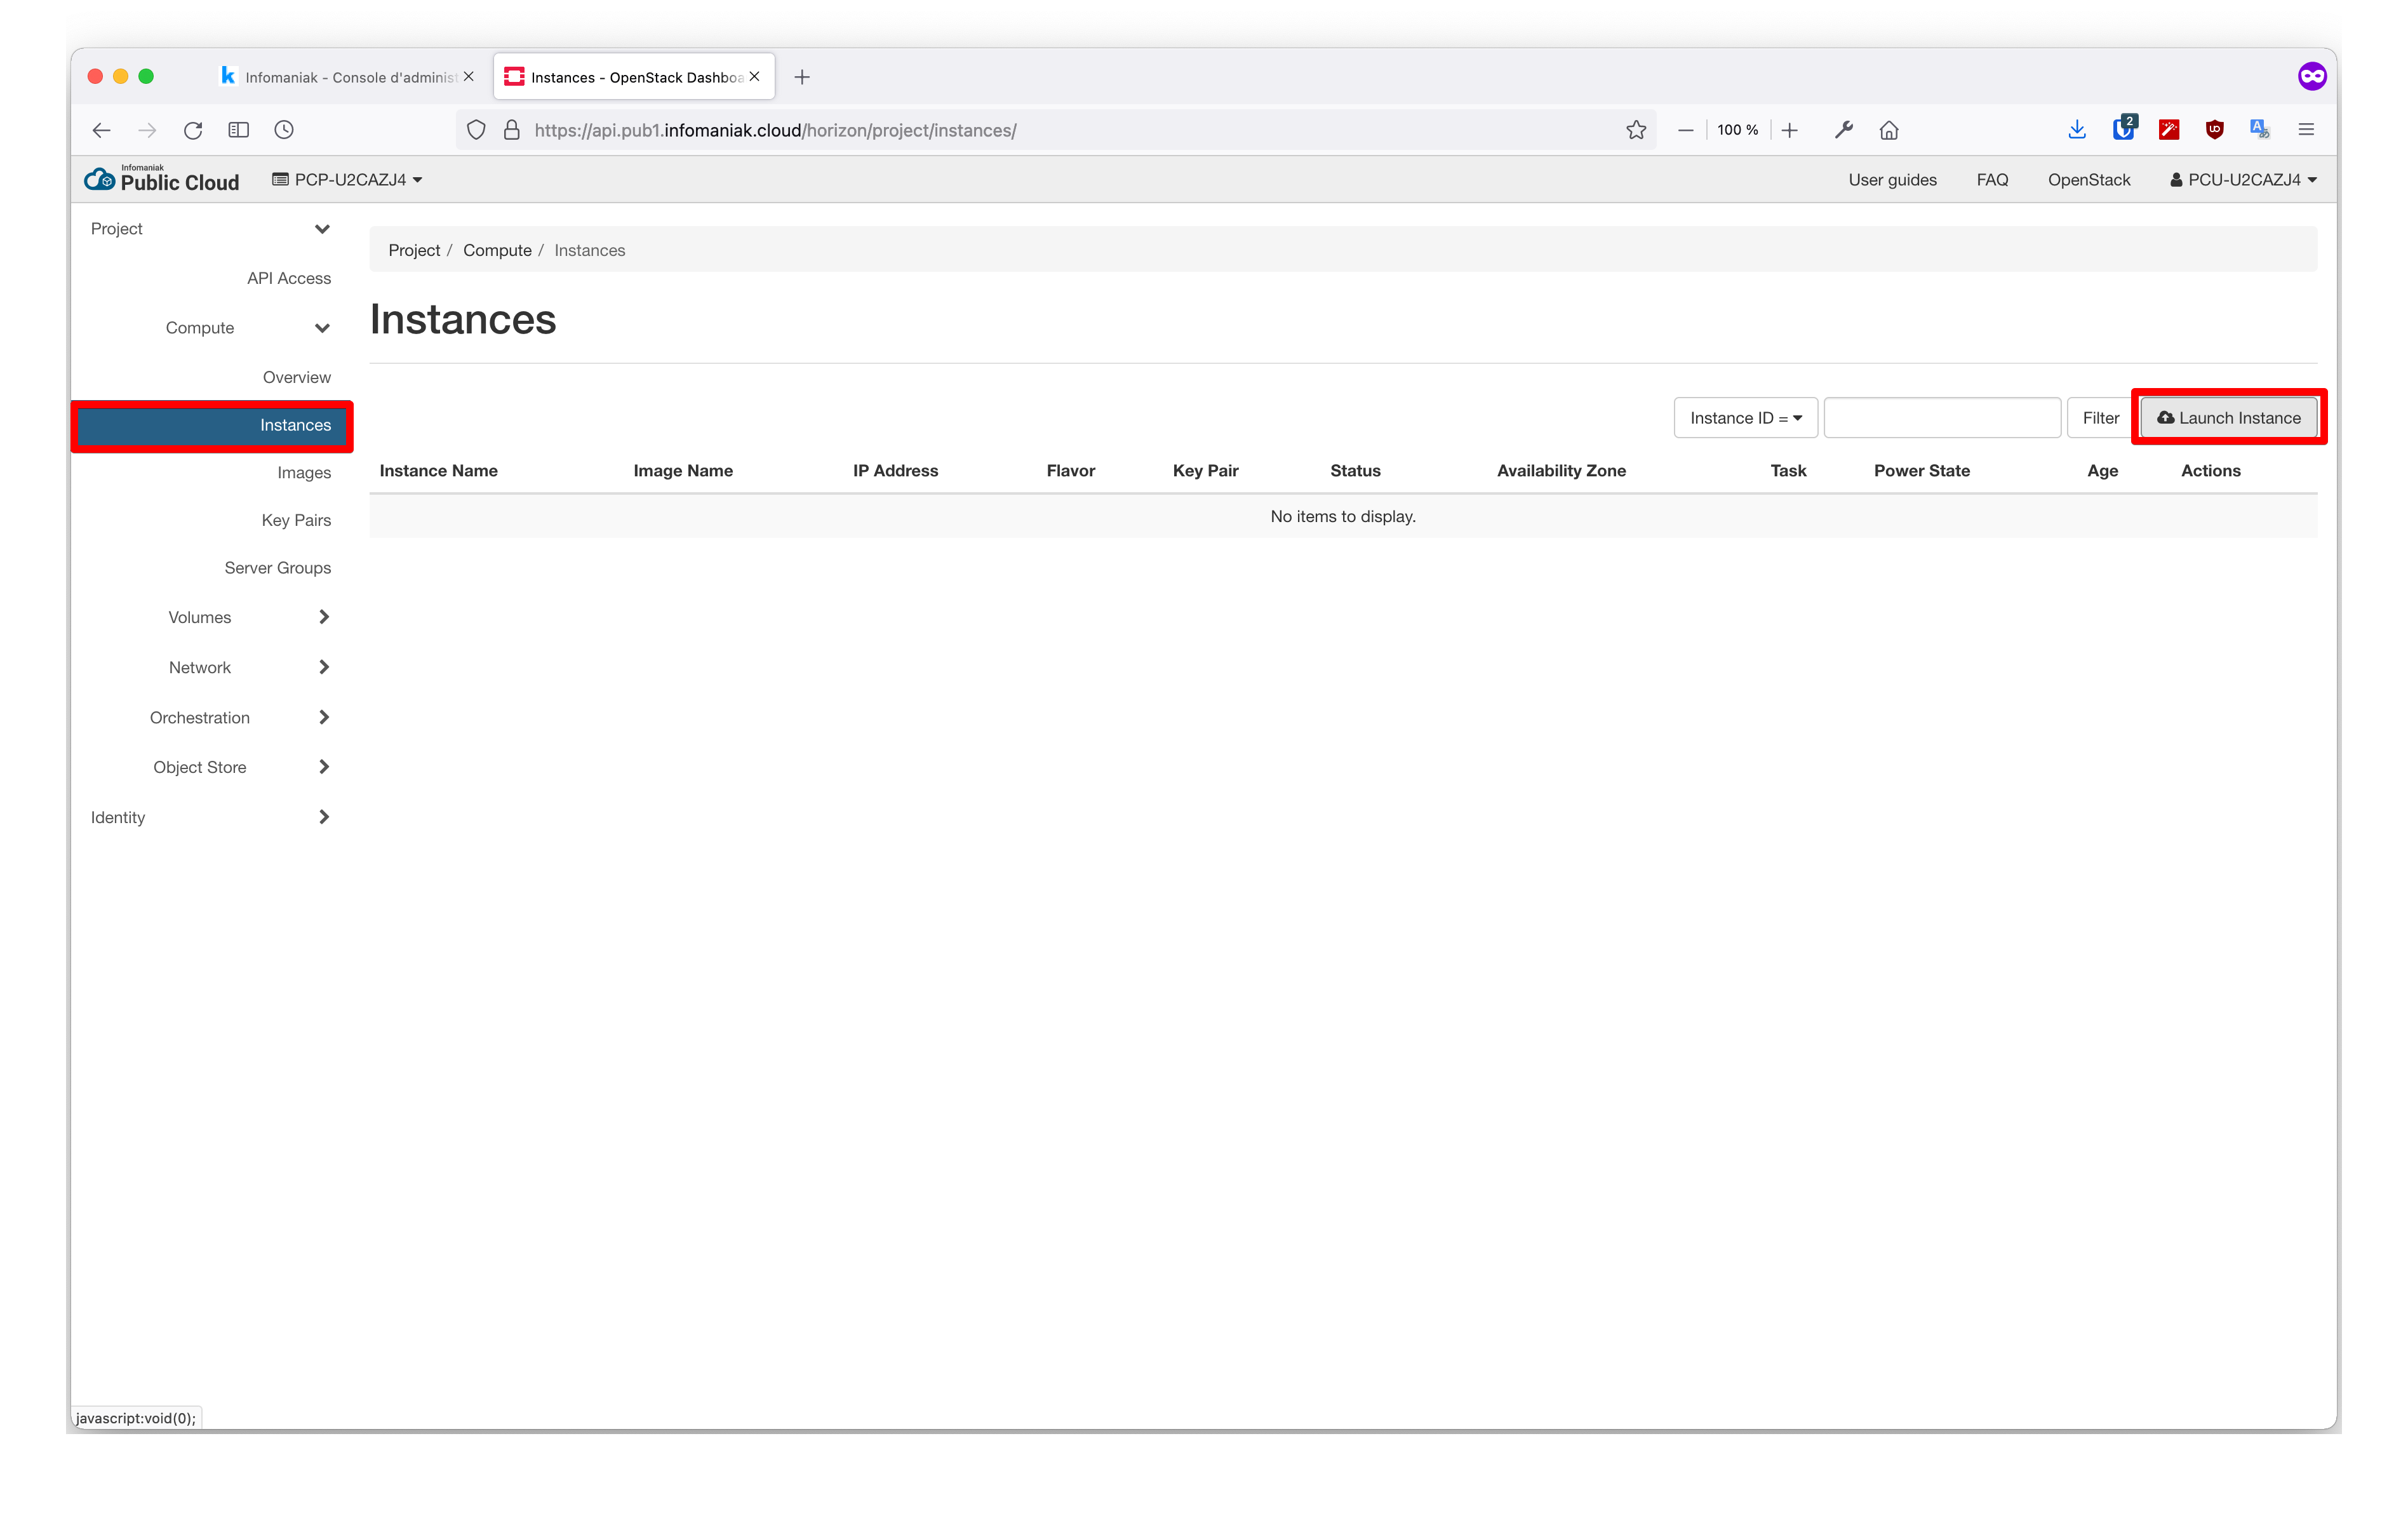 Infomaniak - Console d'administ
Instances - OpenStack Dashboa
https://api.pub1.infomaniak.cloud/horizon/project/instances/
100 %
2
Infomaniak
Public Cloud
PCP-U2CAZJ4
User guides
FAQ
OpenStack
PCU-U2CAZJ4
Project
API Access
Compute
Overview
Instances
Images
Key Pairs
Server Groups
Volumes
Network
Orchestration
Object Store
Identity
Project / Compute / Instances
Instances
Instance ID =
Filter
Launch Instance
Instance Name Image Name IP Address Flavor Key Pair Status Availability Zone Task Power State Age Actions
No items to display.
javascript:void(0);